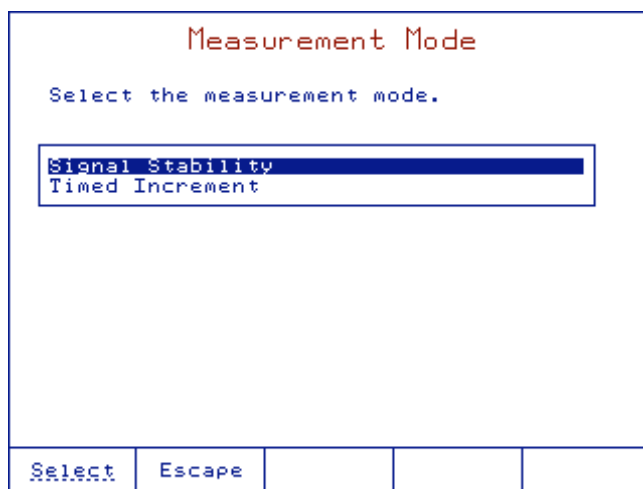 Measurement Mode
Select the measurement mode.
Signal Stability
Timed Increment
Select Escape